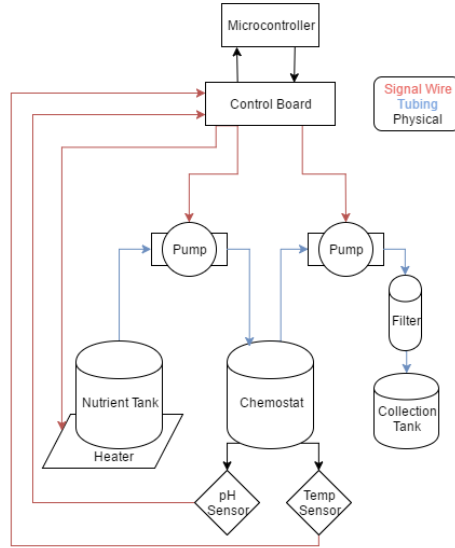 Microcontroller
Control Board
Signal Wire
Tubing
Physical
Pump
Pump
Filter
Nutrient Tank
Chemostat
Collection
Tank
Heater
pH
Sensor
Temp
Sensor